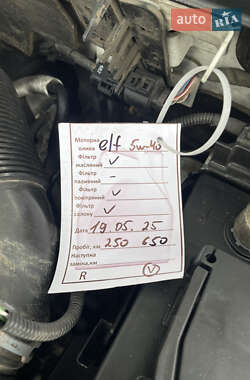 AUTO RIA
Моторна олива elf 5w-40
Фільтр масляний ✓
Фільтр паливний –
Фільтр повітряний ✓
Фільтр салону ✓
Дата 19.05.25
Пробіг, км 250 650
Наступна заміна, км
R V